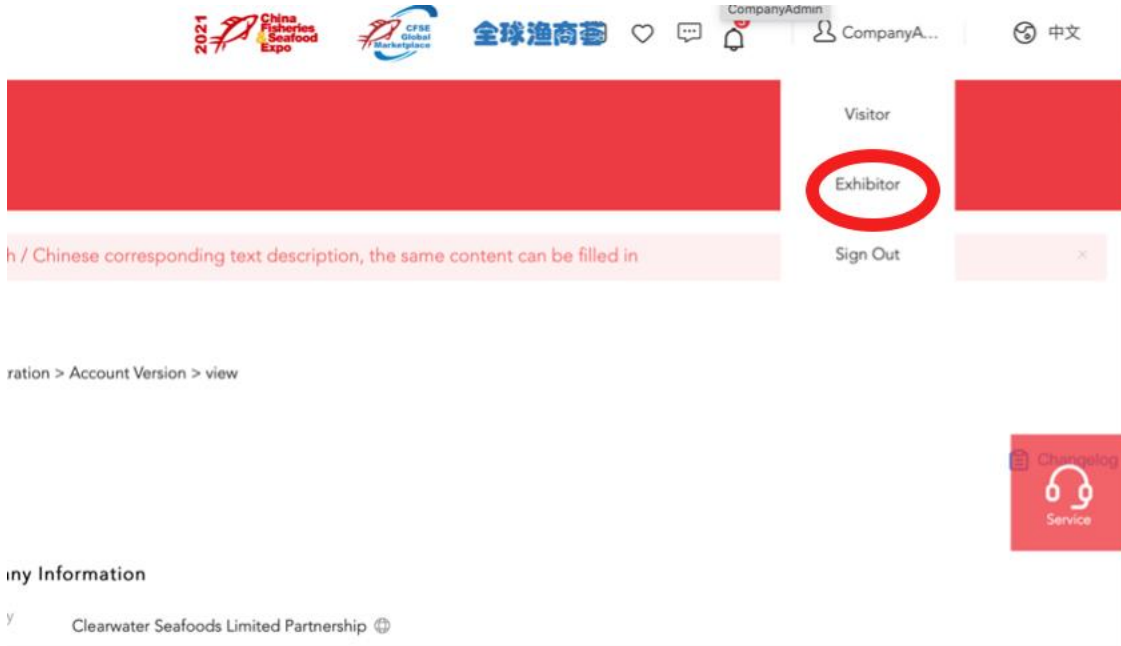 CompanyAdmin
2021 China Fisheries & Seafood Expo
CFSE Global Marketplace
全球渔商荟
CompanyA...
中文
Visitor
Exhibitor
h / Chinese corresponding text description, the same content can be filled in
Sign Out
ration > Account Version > view
Changelog
Service
ny Information
y
Clearwater Seafoods Limited Partnership